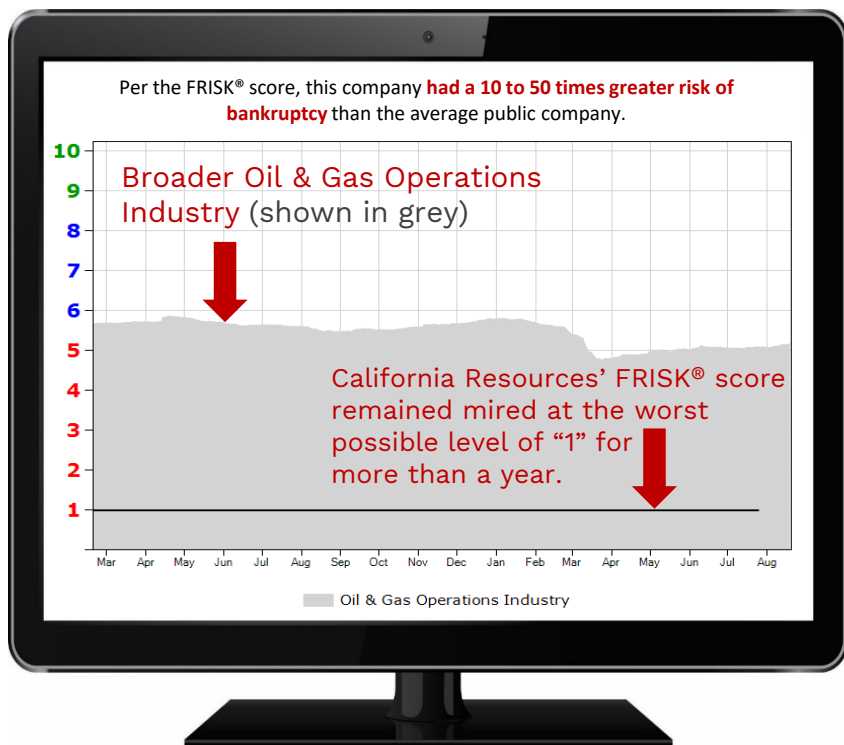 Per the FRISK® score, this company had a 10 to 50 times greater risk of
bankruptcy than the average public company.
10
9
8
7
6
5
4
3
2
1
Broader Oil & Gas Operations
Industry (shown in grey)
California Resources’ FRISK® score
remained mired at the worst
possible level of “1” for
more than a year.
Mar Apr May Jun Jul Aug Sep Oct Nov Dec Jan Feb Mar Apr May Jun Jul Aug
Oil & Gas Operations Industry